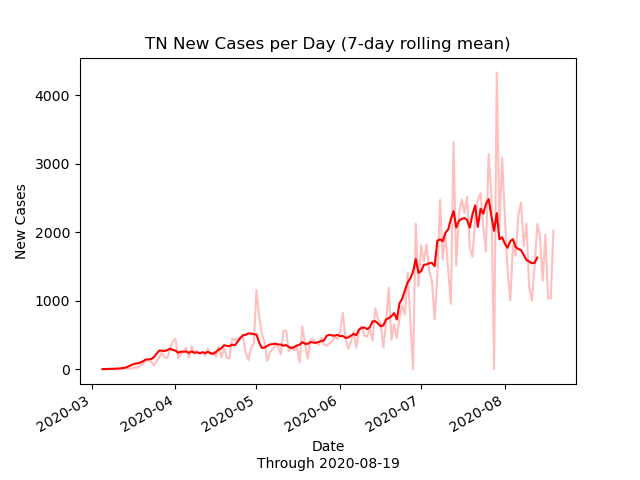 TN New Cases per Day (7-day rolling mean)
New Cases
4000
3000
2000
1000
0
2020-03
2020-04
2020-05
2020-06
2020-07
2020-08
Date
Through 2020-08-19